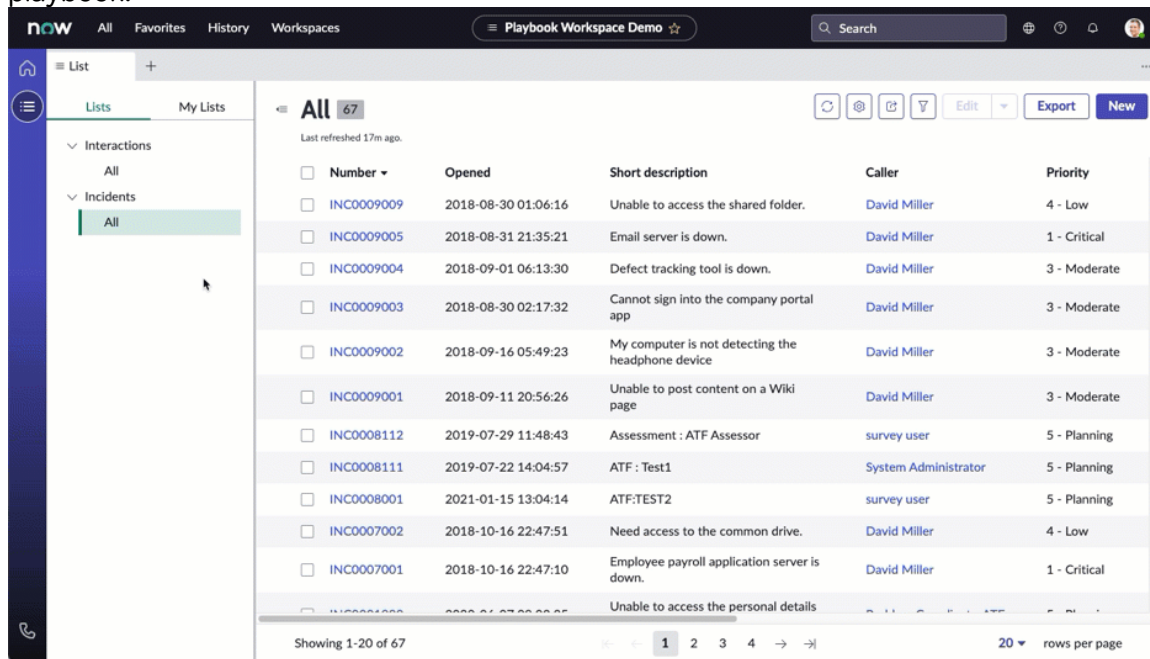 playbook.
now All Favorites History Workspaces Playbook Workspace Demo Search
List +
Lists My Lists
Interactions
All
Incidents
All
All 67 Edit Export New
Last refreshed 17m ago.
Number Opened Short description Caller Priority
INC0009009 2018-08-30 01:06:16 Unable to access the shared folder. David Miller 4 - Low
INC0009005 2018-08-31 21:35:21 Email server is down. David Miller 1 - Critical
INC0009004 2018-09-01 06:13:30 Defect tracking tool is down. David Miller 3 - Moderate
INC0009003 2018-08-30 02:17:32 Cannot sign into the company portal David Miller 3 - Moderate
app
INC0009002 2018-09-16 05:49:23 My computer is not detecting the David Miller 3 - Moderate
headphone device
INC0009001 2018-09-11 20:56:26 Unable to post content on a Wiki David Miller 3 - Moderate
page
INC0008112 2019-07-29 11:48:43 Assessment : ATF Assessor survey user 5 - Planning
INC0008111 2019-07-22 14:04:57 ATF : Test1 System Administrator 5 - Planning
INC0008001 2021-01-15 13:04:14 ATF:TEST2 survey user 5 - Planning
INC0007002 2018-10-16 22:47:51 Need access to the common drive. David Miller 4 - Low
INC0007001 2018-10-16 22:47:10 Employee payroll application server is David Miller 1 - Critical
down.
Unable to access the personal details
Showing 1-20 of 67 1 2 3 4 20 rows per page